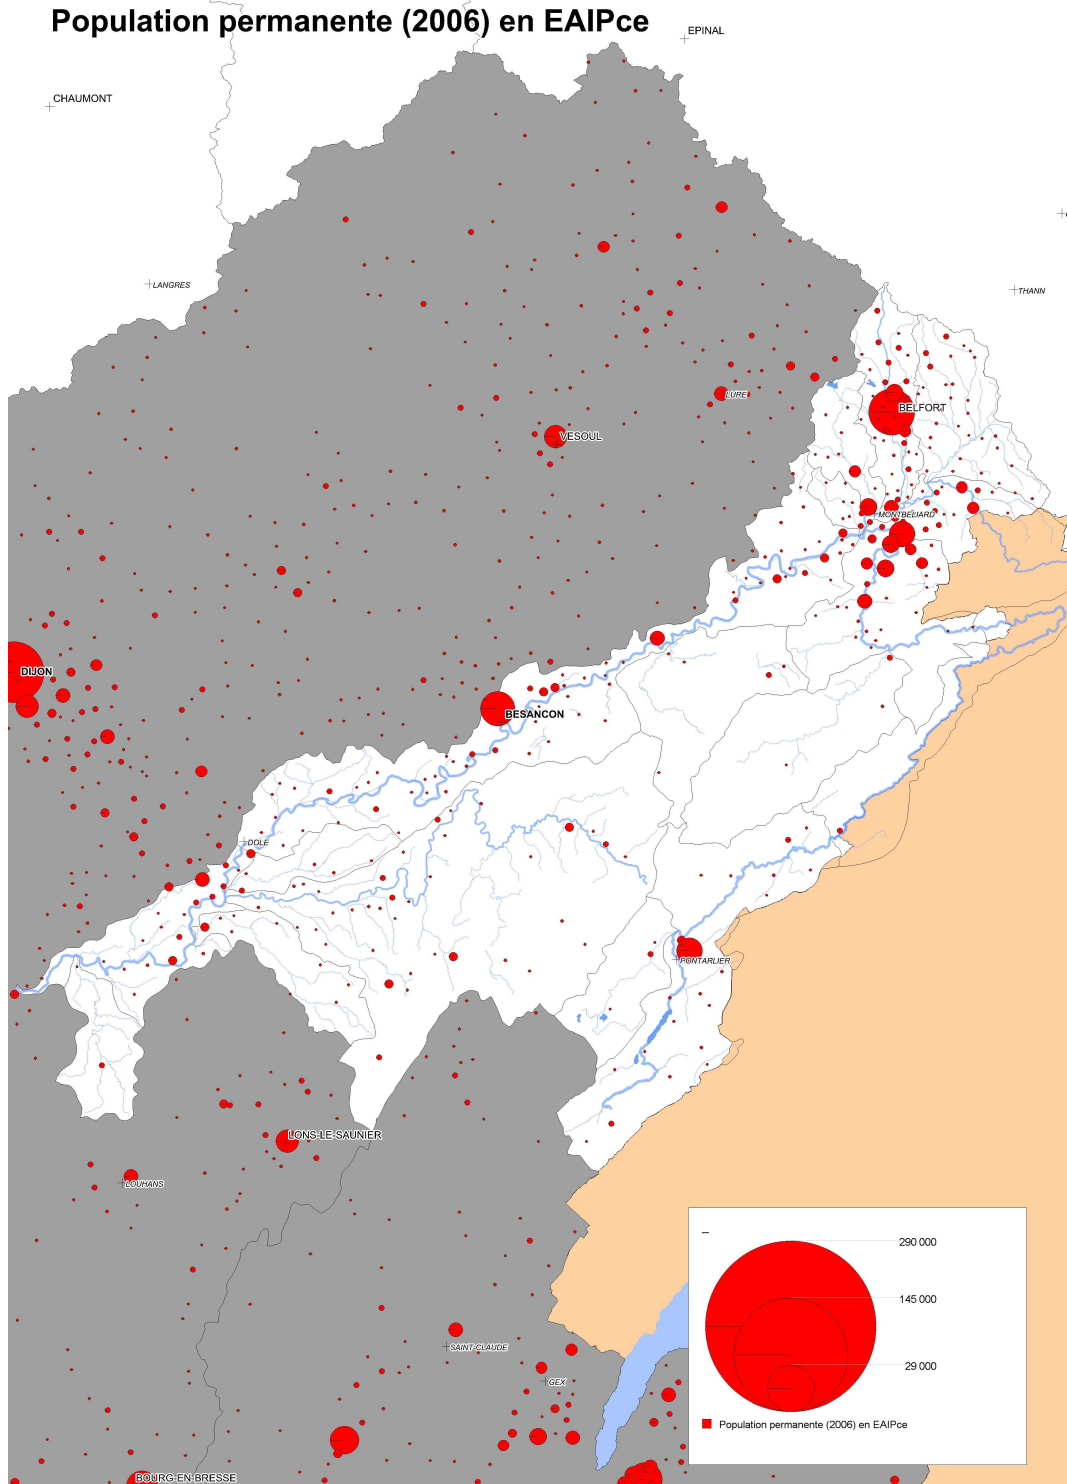 Population permanente (2006) en EAIPce
EPINAL
CHAUMONT
LANGRES
THANN
LURE
BELFORT
VESOUL
MONTBELIARD
DIJON
BESANCON
DOLE
PONTARLIER
LONS-LE-SAUNIER
LOUHANS
SAINT-CLAUDE
GEX
BOURG-EN-BRESSE
290 000
145 000
29 000
Population permanente (2006) en EAIPce